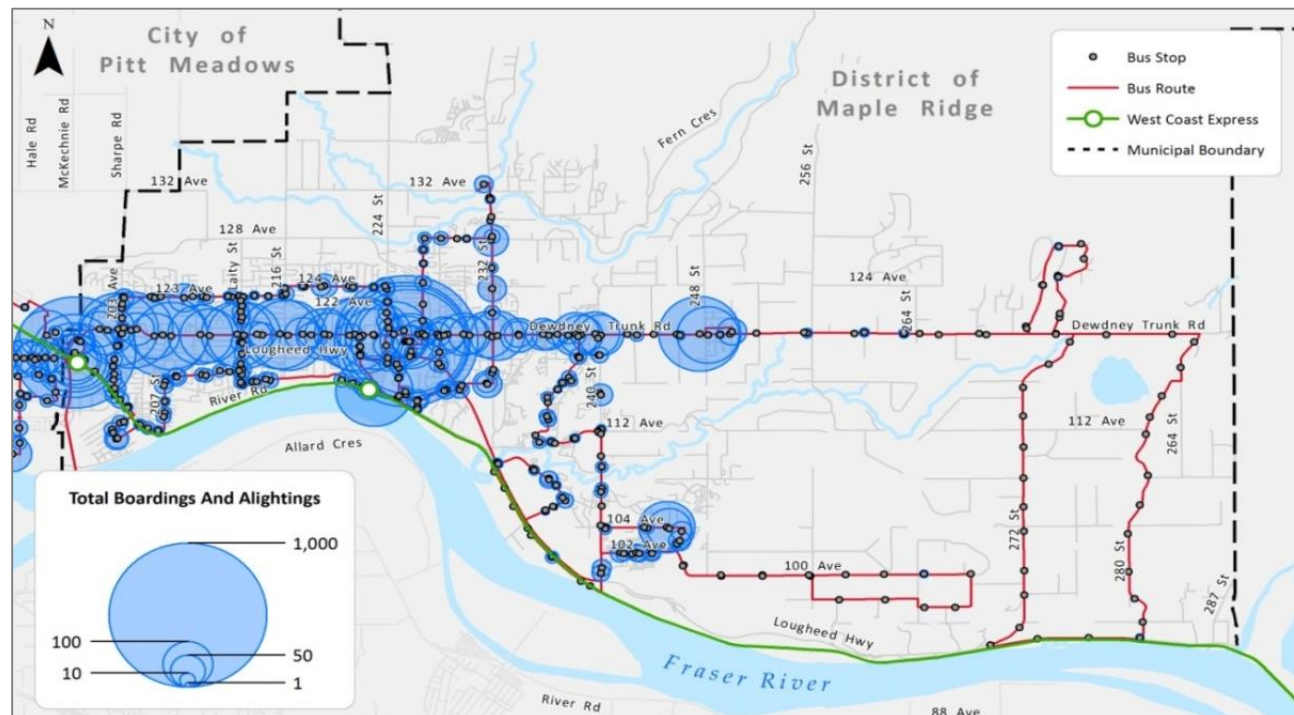 N
City of
Pitt Meadows
District of
Maple Ridge
Bus Stop
Bus Route
West Coast Express
Municipal Boundary
Hale Rd
McKechnie Rd
Sharpe Rd
Fern Cres
132 Ave
132 Ave
224 St
256 St
128 Ave
Laity St
216 St
232 St
248 St
124 Ave
124 Ave
123 Ave
203 Ave
122 Ave
264 St
Dewdney Trunk Rd
Dewdney Trunk Rd
Lougheed Hwy
207 St
River Rd
240 St
112 Ave
112 Ave
264 St
Allard Cres
104 Ave
102 Ave
272 St
280 St
100 Ave
287 St
Lougheed Hwy
Fraser River
River Rd
88 Ave
Total Boardings And Alightings
1,000
100
50
10
1